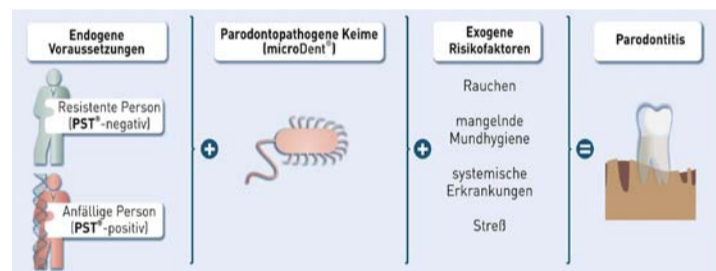 Endogene
Voraussetzungen
Resistente Person
(PST®-negativ)
Anfällige Person
(PST®-positiv)
+
Parodontopathogene Keime
(microDent®)
+
Exogene
Risikofaktoren
Rauchen
mangelnde
Mundhygiene
systemische
Erkrankungen
Streß
=
Parodontitis